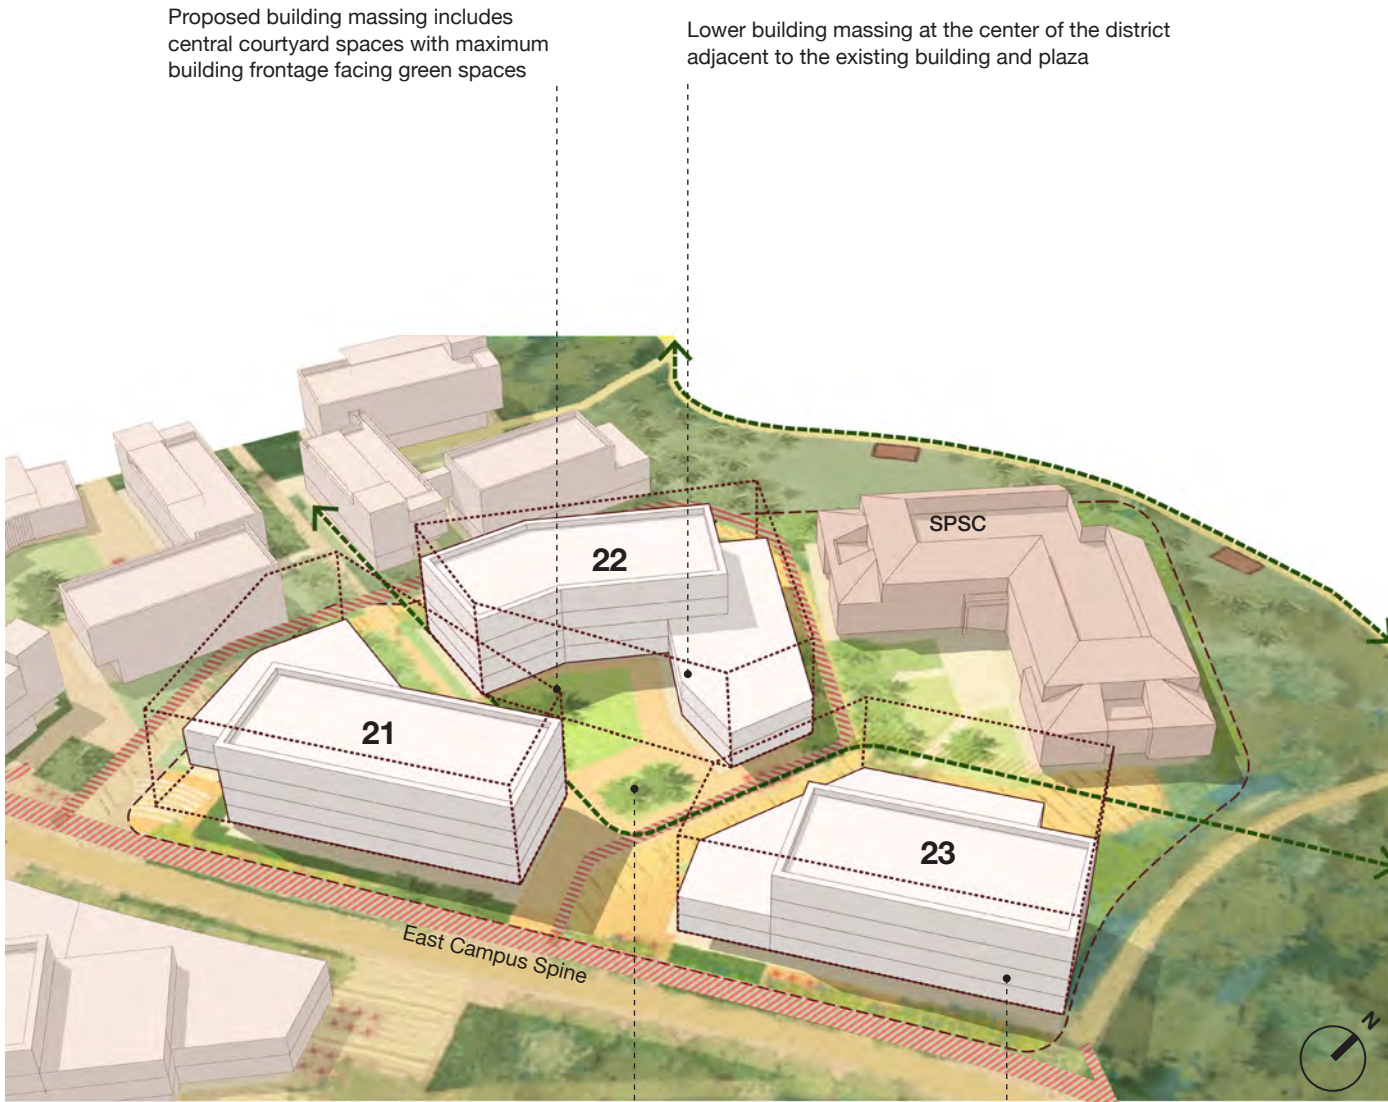 Proposed building massing includes
central courtyard spaces with maximum
building frontage facing green spaces
Lower building massing at the center of the district
adjacent to the existing building and plaza
SPSC
22
21
23
East Campus Spine
N